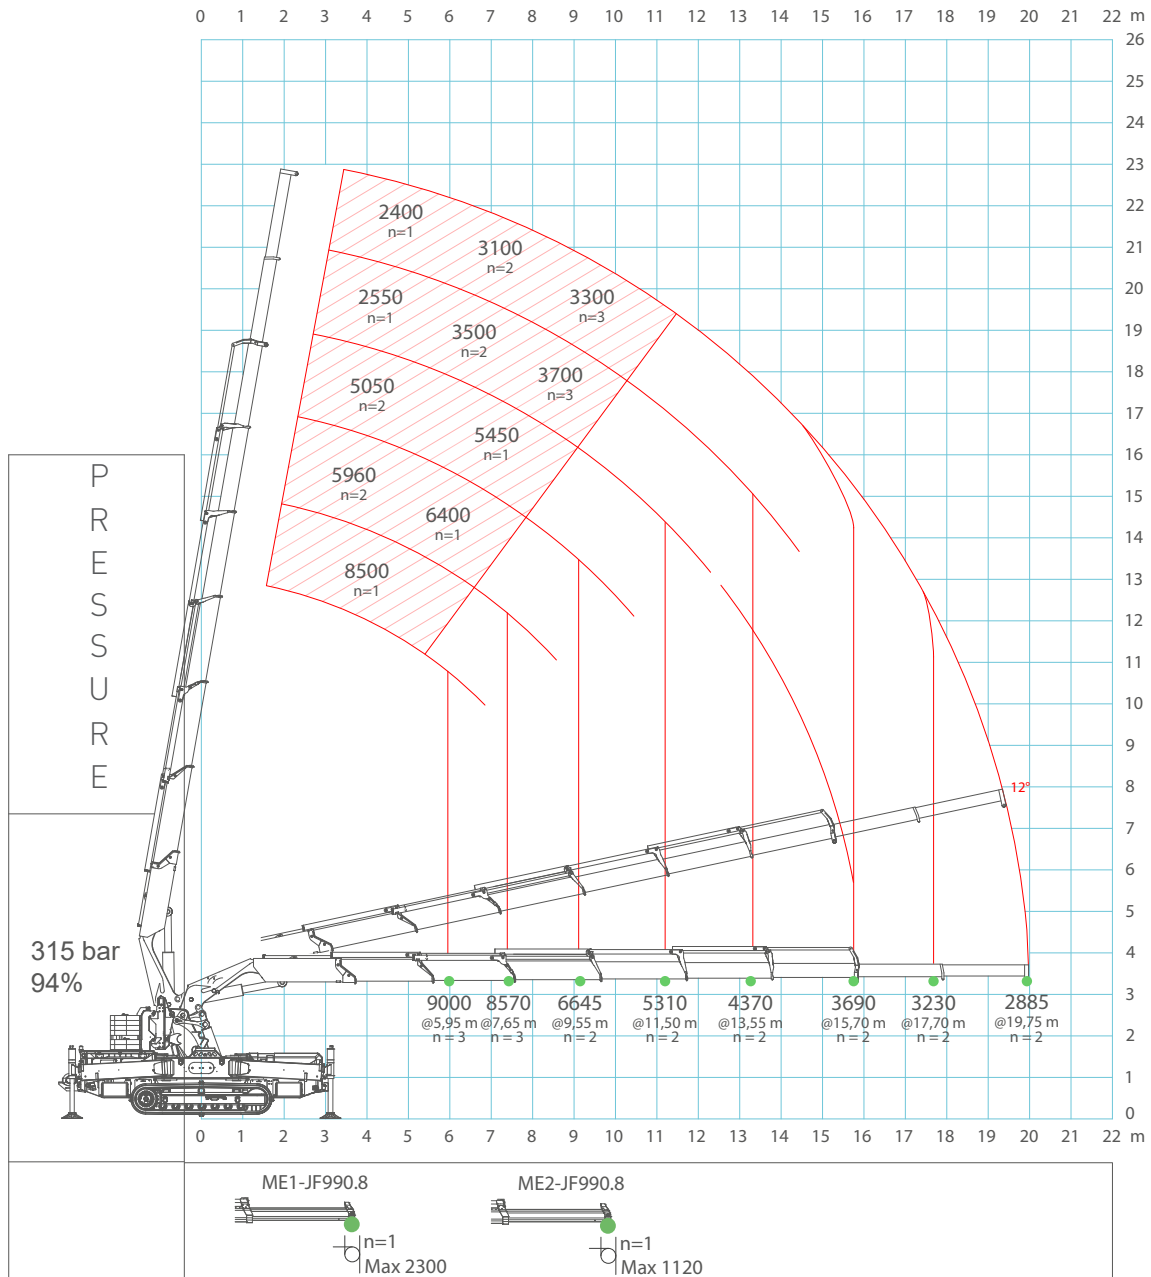 0 1 2 3 4 5 6 7 8 9 10 11 12 13 14 15 16 17 18 19 20 21 22 m
26
25
24
23
22
21
20
19
18
17
16
15
14
13
12
11
10
9
8
7
6
5
4
3
2
1
0
2400
n=1
3100
n=2
3300
n=3
2550
n=1
3500
n=2
3700
n=3
5050
n=2
5450
n=1
5960
n=2
6400
n=1
8500
n=1
12°
PRESSURE
315 bar
94%
9000 8570 6645 5310 4370 3690 3230 2885
@5,95 m @7,65 m @9,55 m @11,50 m @13,55 m @15,70 m @17,70 m @19,75 m
n = 3 n = 3 n = 2 n = 2 n = 2 n = 2 n = 2 n = 2
0 1 2 3 4 5 6 7 8 9 10 11 12 13 14 15 16 17 18 19 20 21 22 m
ME1-JF990.8
n=1
Max 2300
ME2-JF990.8
n=1
Max 1120